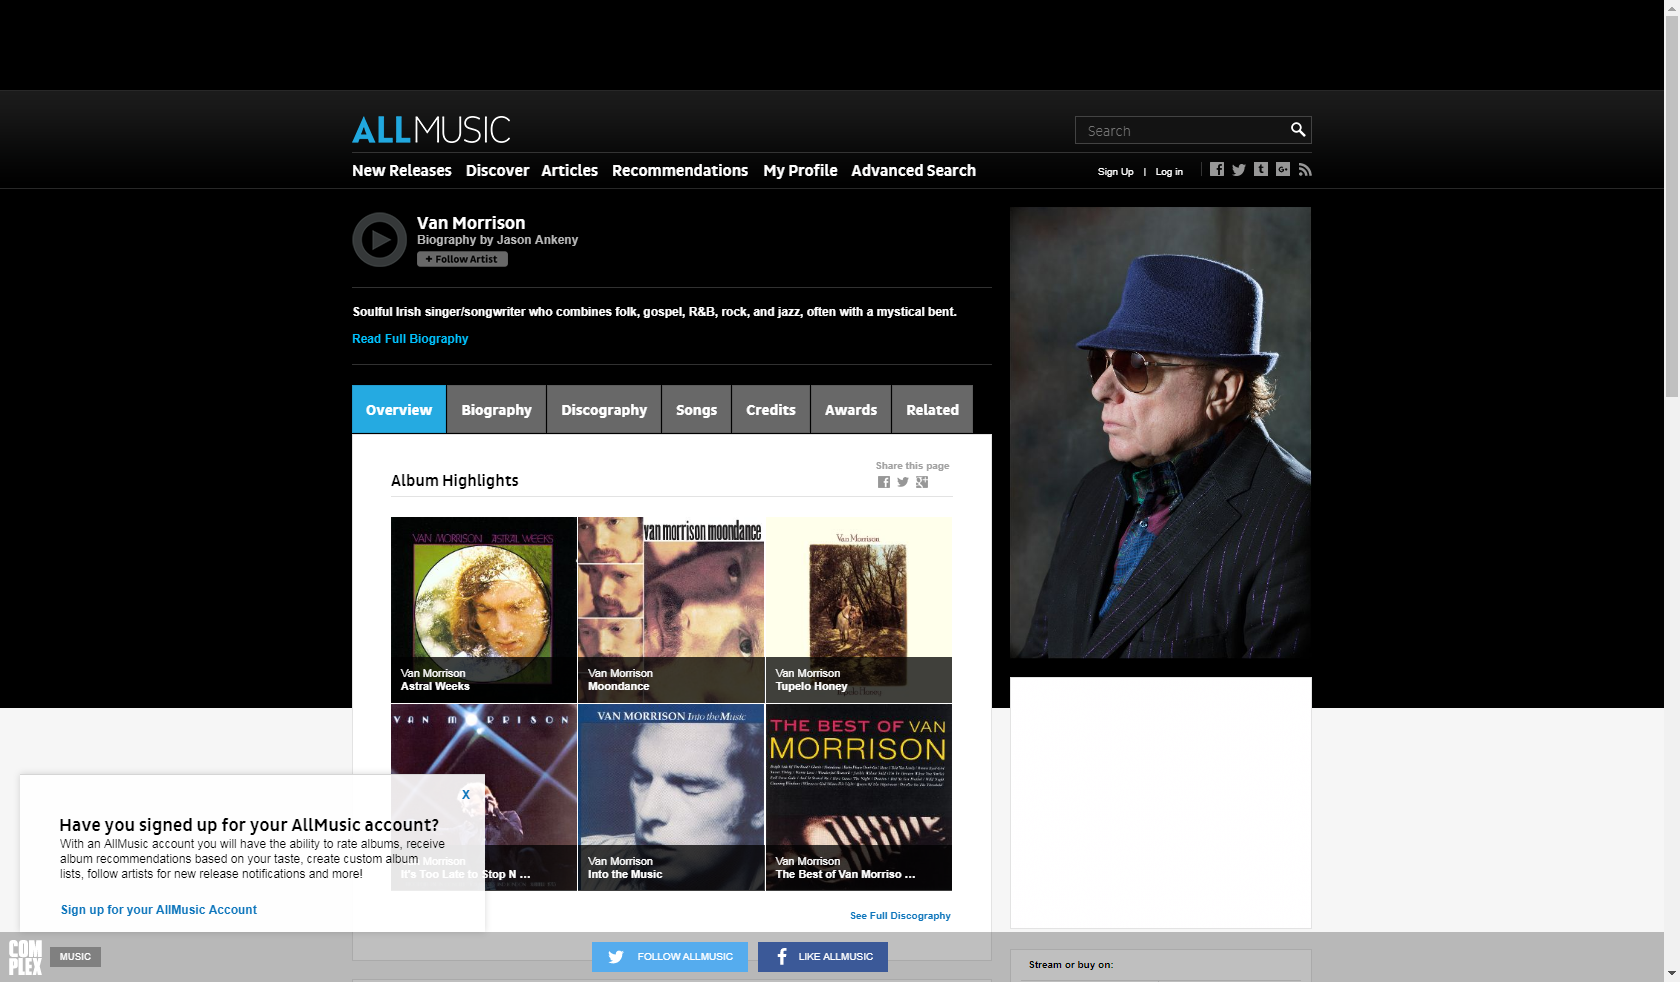 ALLMUSIC
Search
New Releases Discover Articles Recommendations My Profile Advanced Search
Sign Up | Log in
Van Morrison
Biography by Jason Ankeny
+ Follow Artist
Soulful Irish singer/songwriter who combines folk, gospel, R&B, rock, and jazz, often with a mystical bent.
Read Full Biography
Overview Biography Discography Songs Credits Awards Related
Share this page
Album Highlights
VAN MORRISON ASTRAL WEEKS
van morrison moondance
Van Morrison
Van Morrison
Astral Weeks
Van Morrison
Moondance
Van Morrison
Tupelo Honey
Tupelo Honey
VAN MORRISON
VAN MORRISON Into the Music
THE BEST OF VAN
MORRISON
Van Morrison
It's Too Late to Stop N ...
Van Morrison
Into the Music
Van Morrison
The Best of Van Morriso ...
See Full Discography
X
Have you signed up for your AllMusic account?
With an AllMusic account you will have the ability to rate albums, receive
album recommendations based on your taste, create custom album
lists, follow artists for new release notifications and more!
Sign up for your AllMusic Account
COM
PLEX
MUSIC
FOLLOW ALLMUSIC
LIKE ALLMUSIC
Stream or buy on: